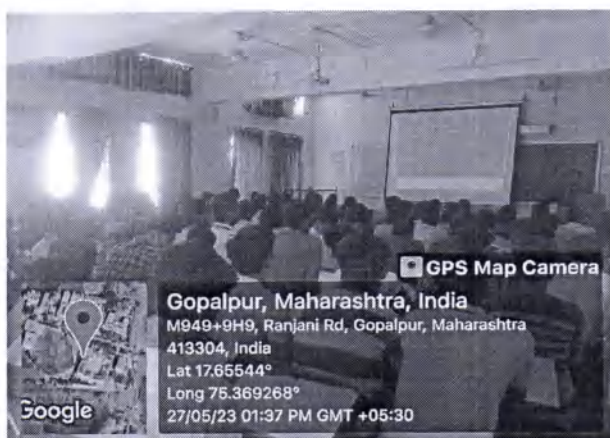 GPS Map Camera
Gopalpur, Maharashtra, India
M949+9H9, Ranjani Rd, Gopalpur, Maharashtra
413304, India
Lat 17.65544°
Long 75.369268°
27/05/23 01:37 PM GMT +05:30
Google